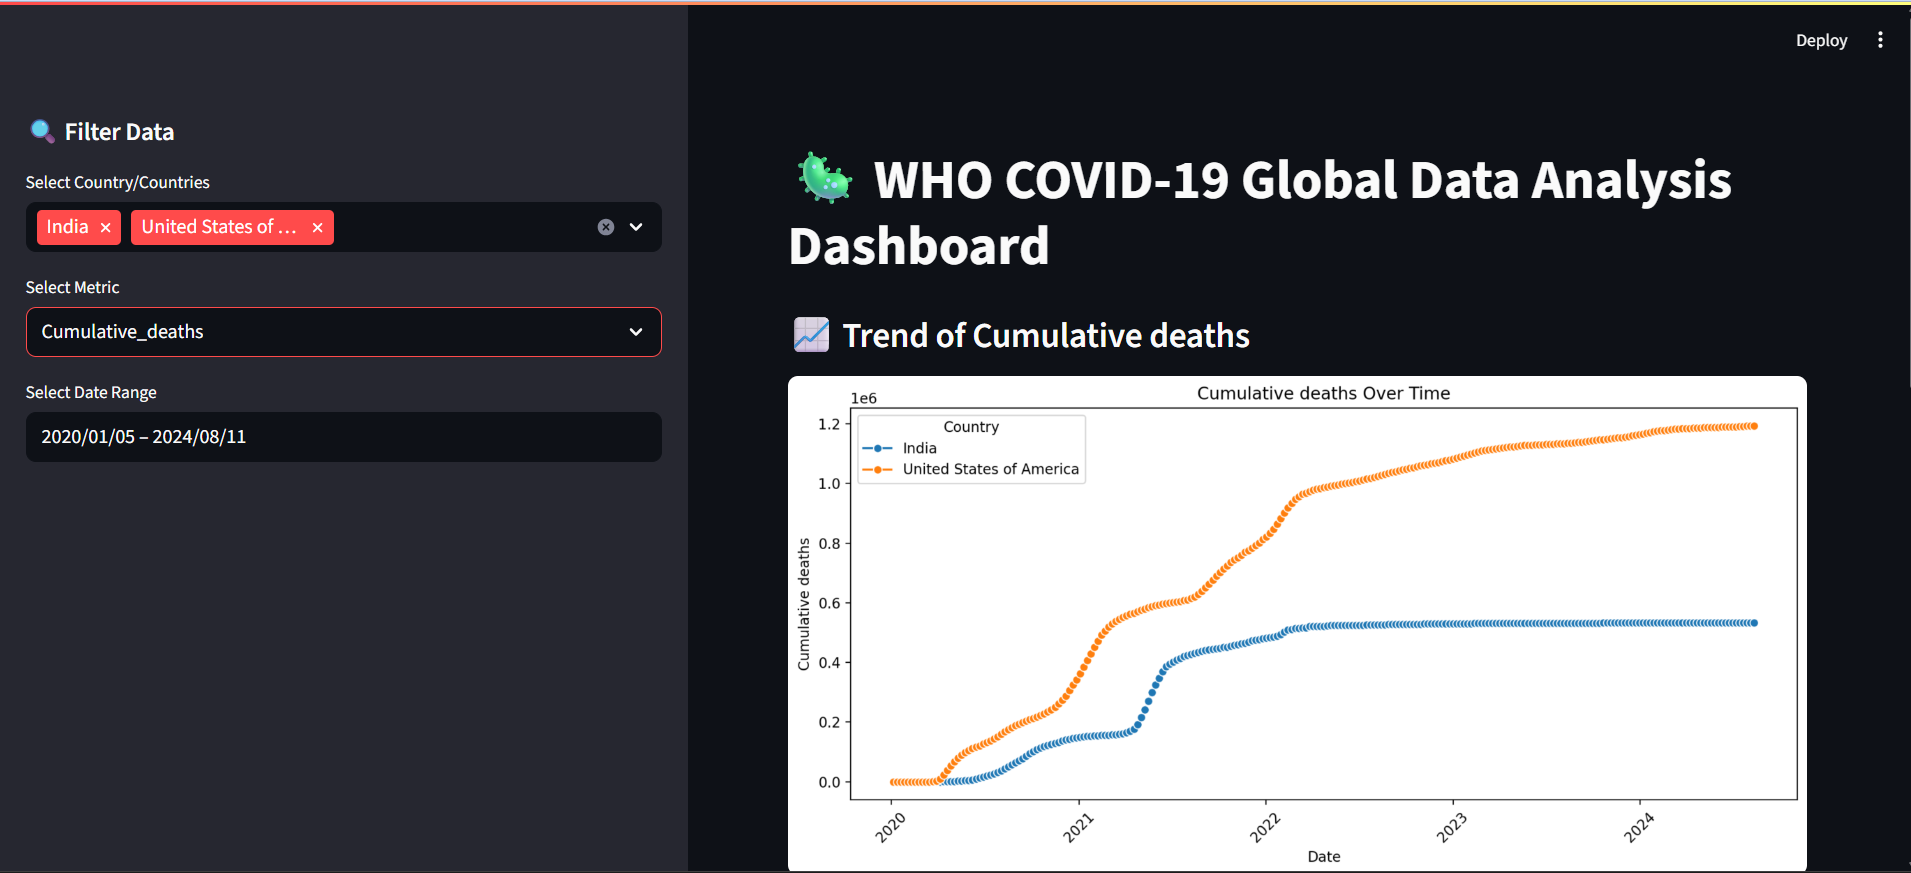 Deploy
Filter Data
Select Country/Countries
India
United States of ...
Select Metric
Cumulative_deaths
Select Date Range
2020/01/05 – 2024/08/11
WHO COVID-19 Global Data Analysis
Dashboard
Trend of Cumulative deaths
Cumulative deaths Over Time
1e6
1.2
1.0
0.8
0.6
0.4
0.2
0.0
Cumulative deaths
Country
India
United States of America
2020
2021
2022
2023
2024
Date